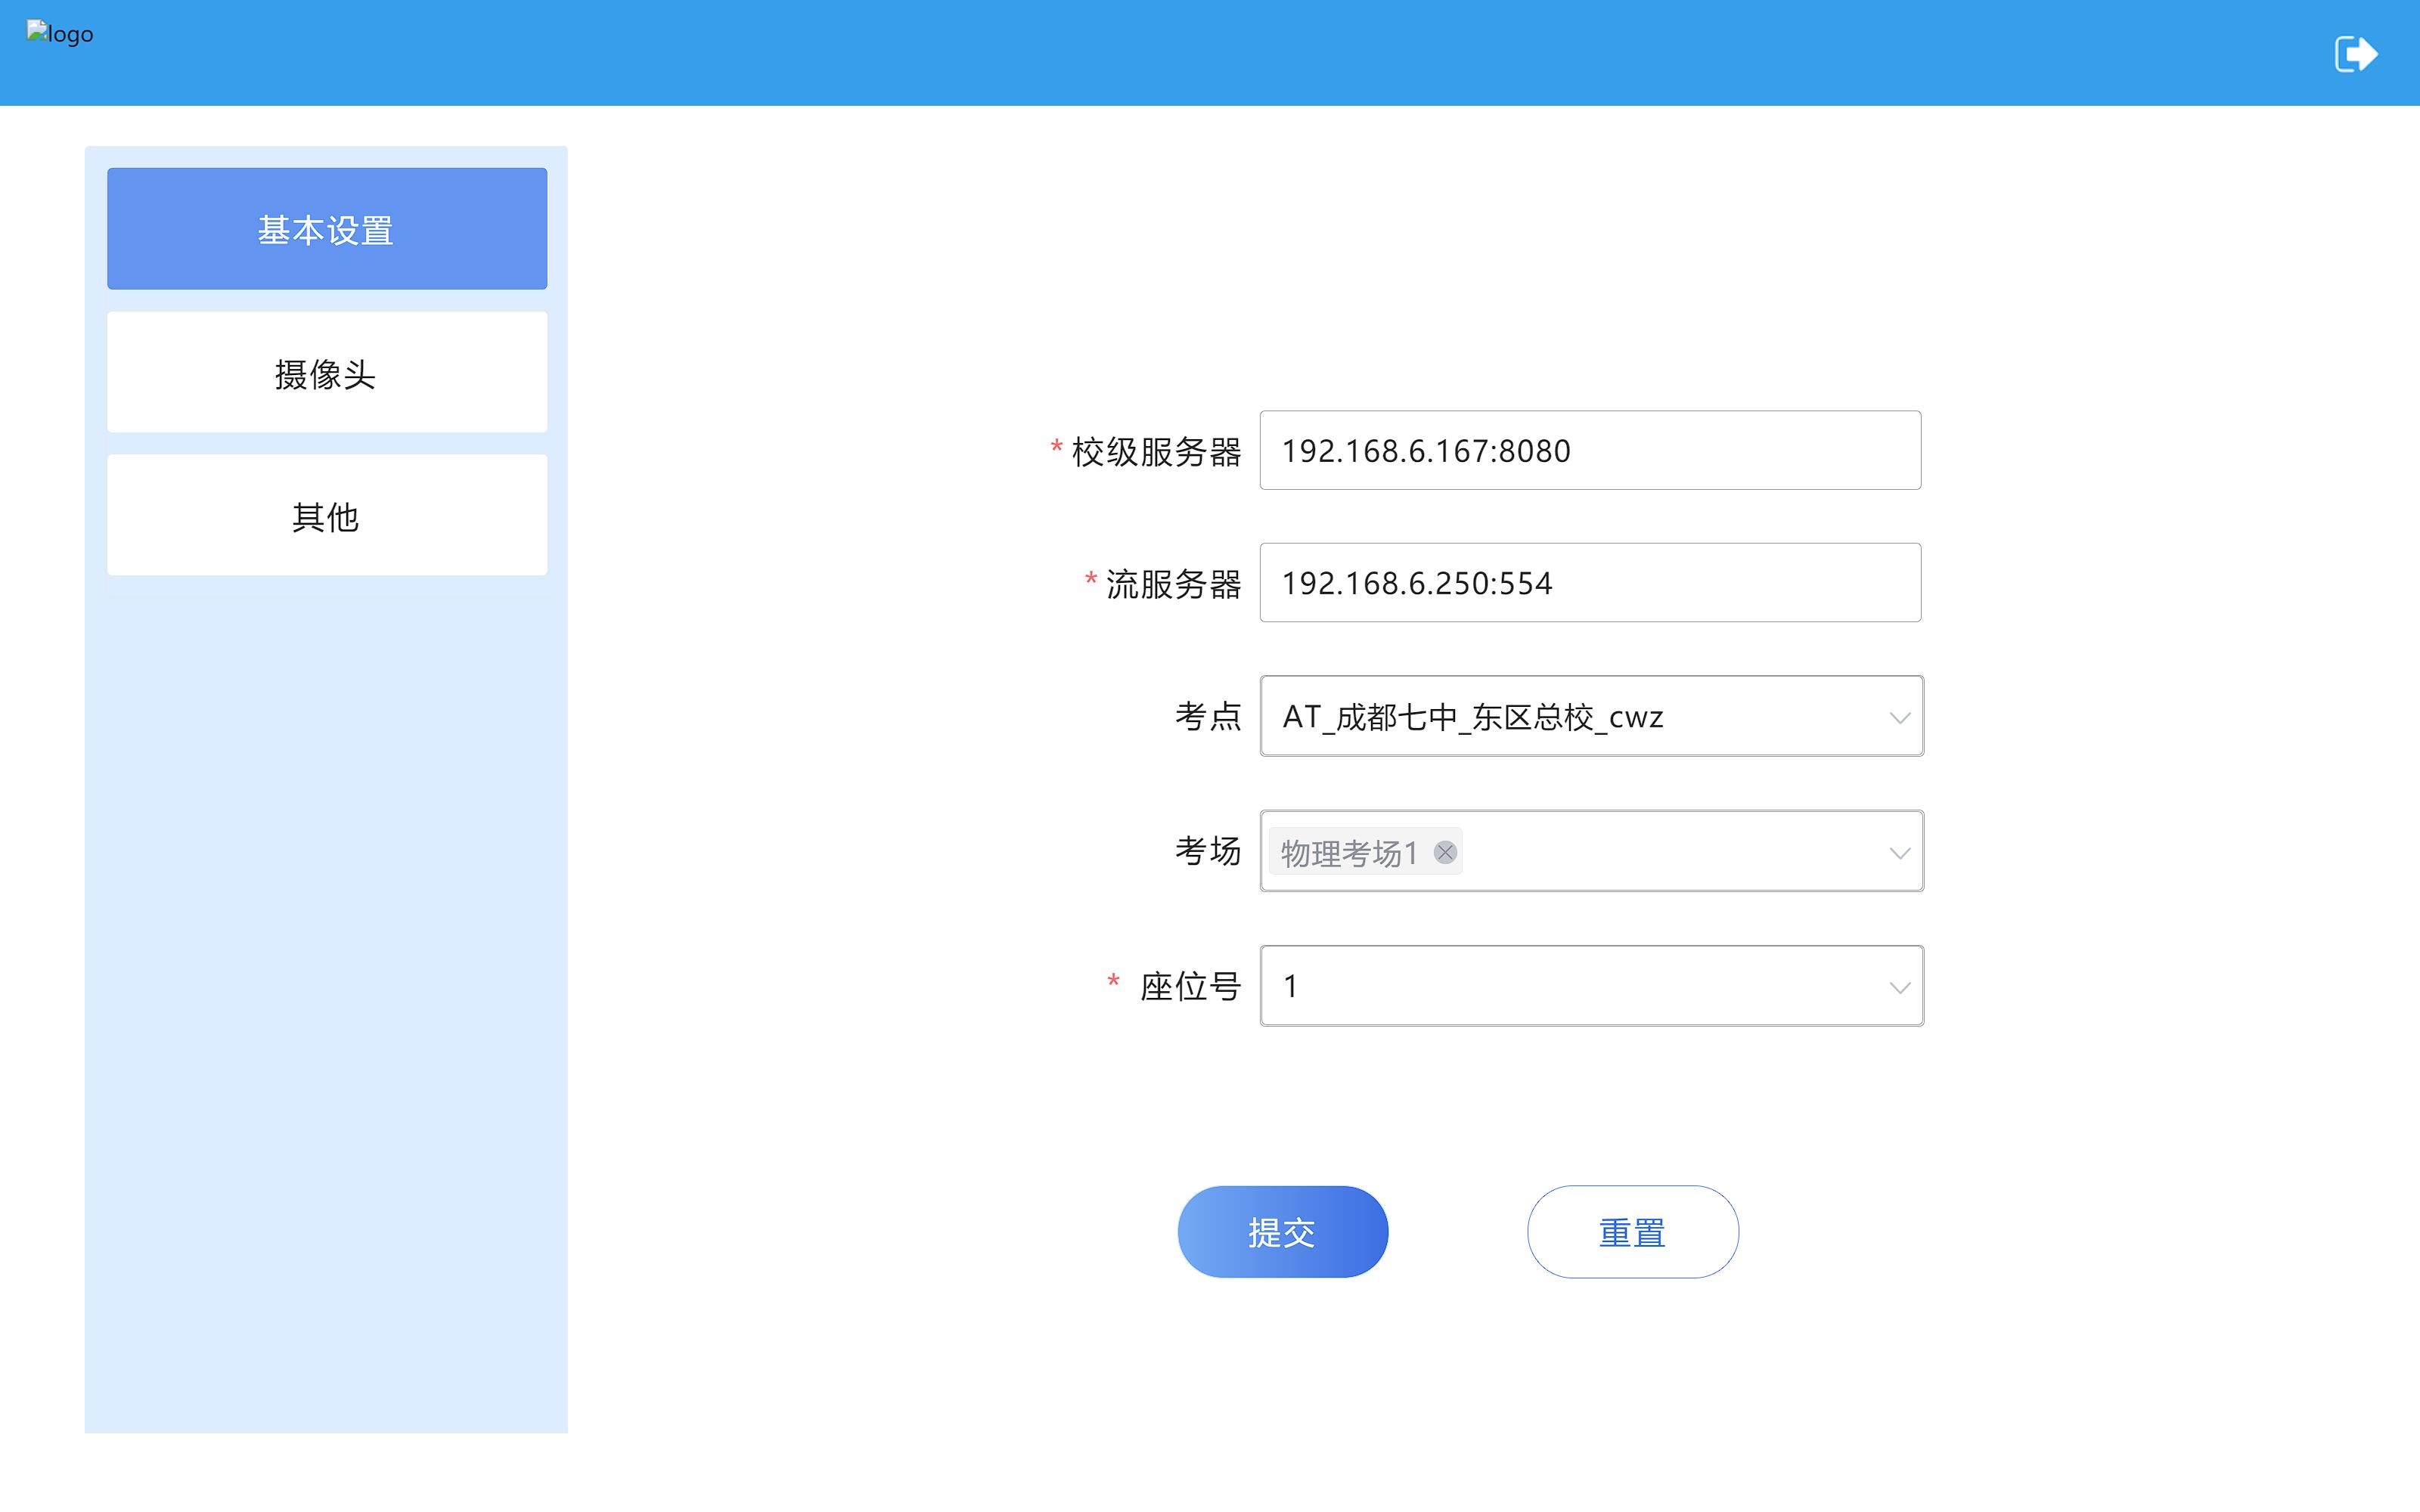 logo
基本设置
摄像头
其他
* 校级服务器 192.168.6.167:8080
* 流服务器 192.168.6.250:554
考点 AT_成都七中_东区总校_cwz
考场 物理考场1
* 座位号 1
提交 重置